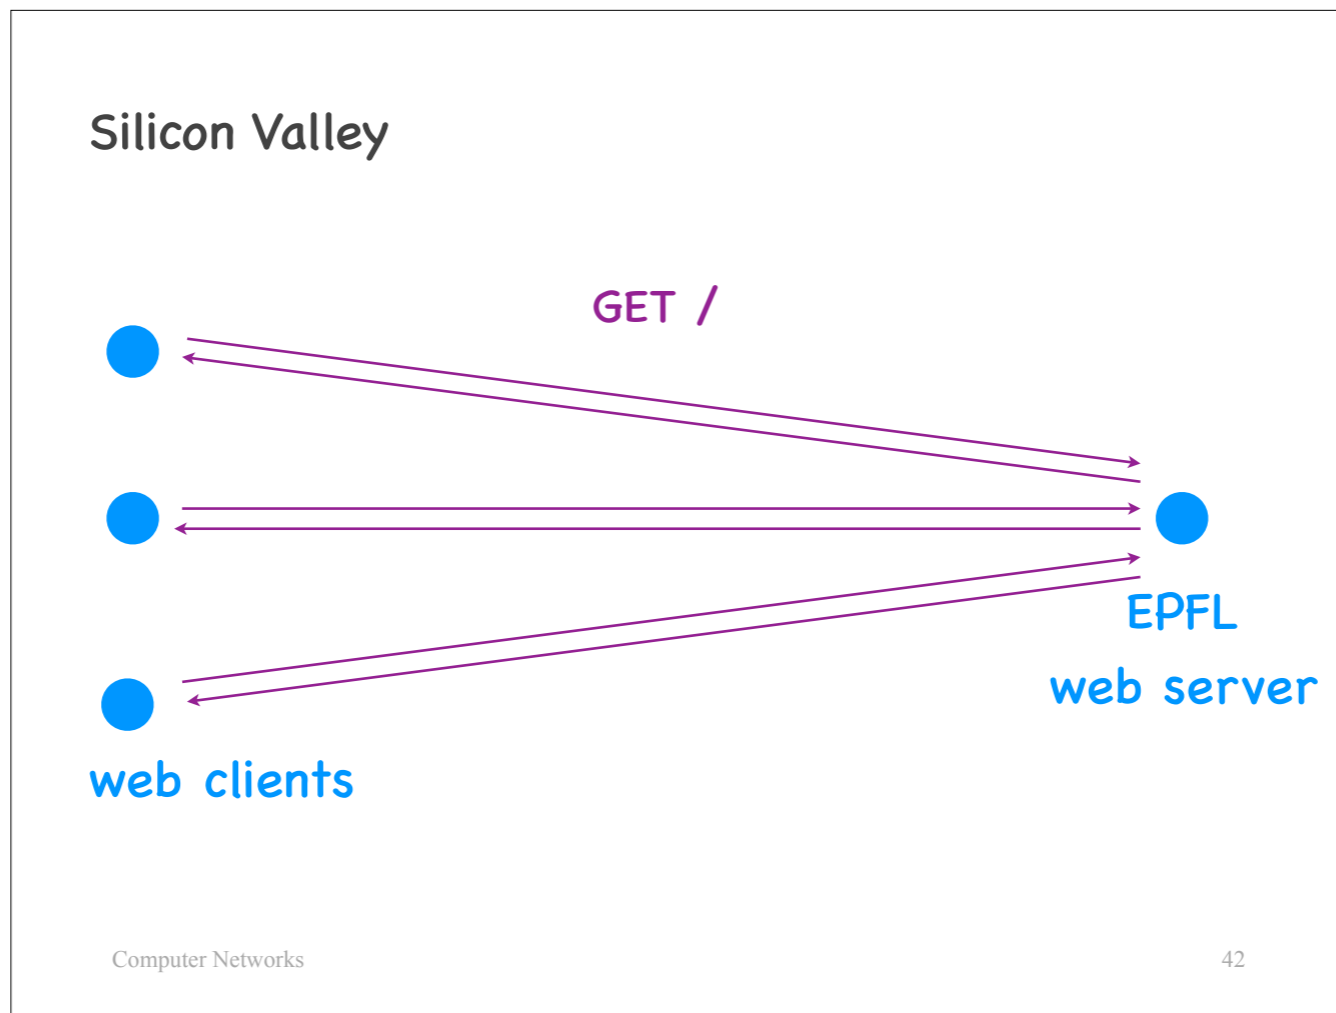 Silicon Valley
GET /
EPFL
web server
web clients
Computer Networks
42